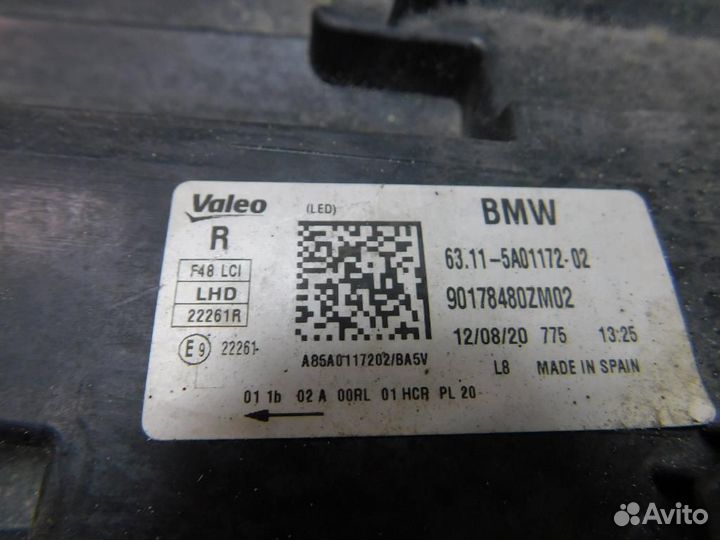 Valeo
(LED)
BMW
R
F48 LCI
LHD
22261R
E9 22261
63.11-5A01172-02
90178480ZM02
12/08/20 775 13:25
A85A0117202/BA5V
L8 MADE IN SPAIN
01 1b 02 A 00RL 01 HCR PL 20
Avito